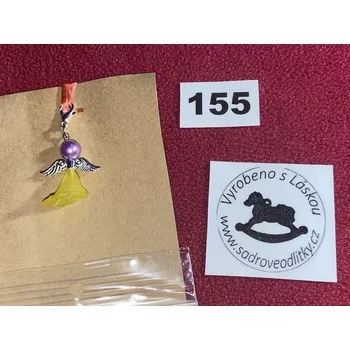 155
Vyrobeno s Láskou
www.sadroveodlitky.cz